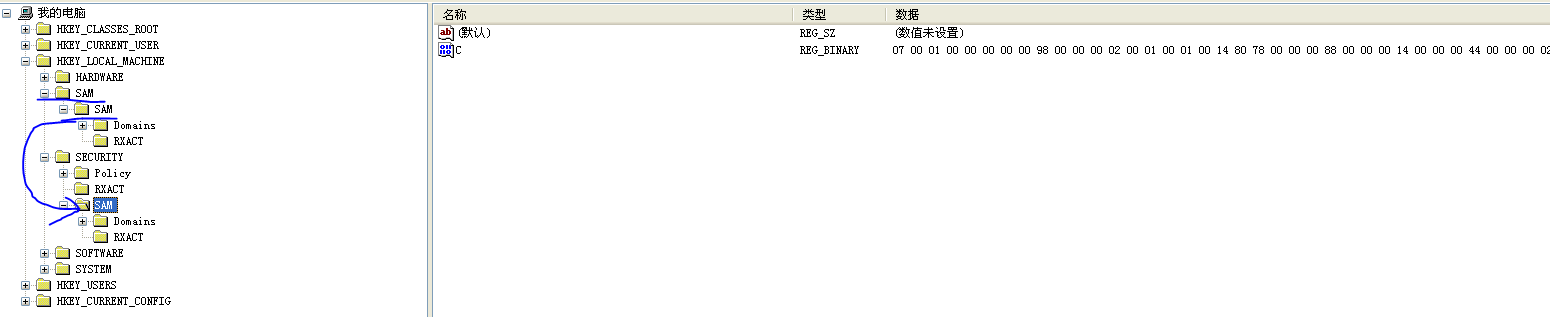 我的电脑
HKEY_CLASSES_ROOT
HKEY_CURRENT_USER
HKEY_LOCAL_MACHINE
HARDWARE
SAM
SAM
Domains
RXACT
SECURITY
Policy
RXACT
SAM
Domains
RXACT
SOFTWARE
SYSTEM
HKEY_USERS
HKEY_CURRENT_CONFIG
名称 类型 数据
(默认) REG_SZ (数值未设置)
C REG_BINARY 07 00 01 00 00 00 00 00 98 00 00 00 02 00 01 00 01 00 14 80 78 00 00 00 88 00 00 00 14 00 00 00 44 00 00 00 02